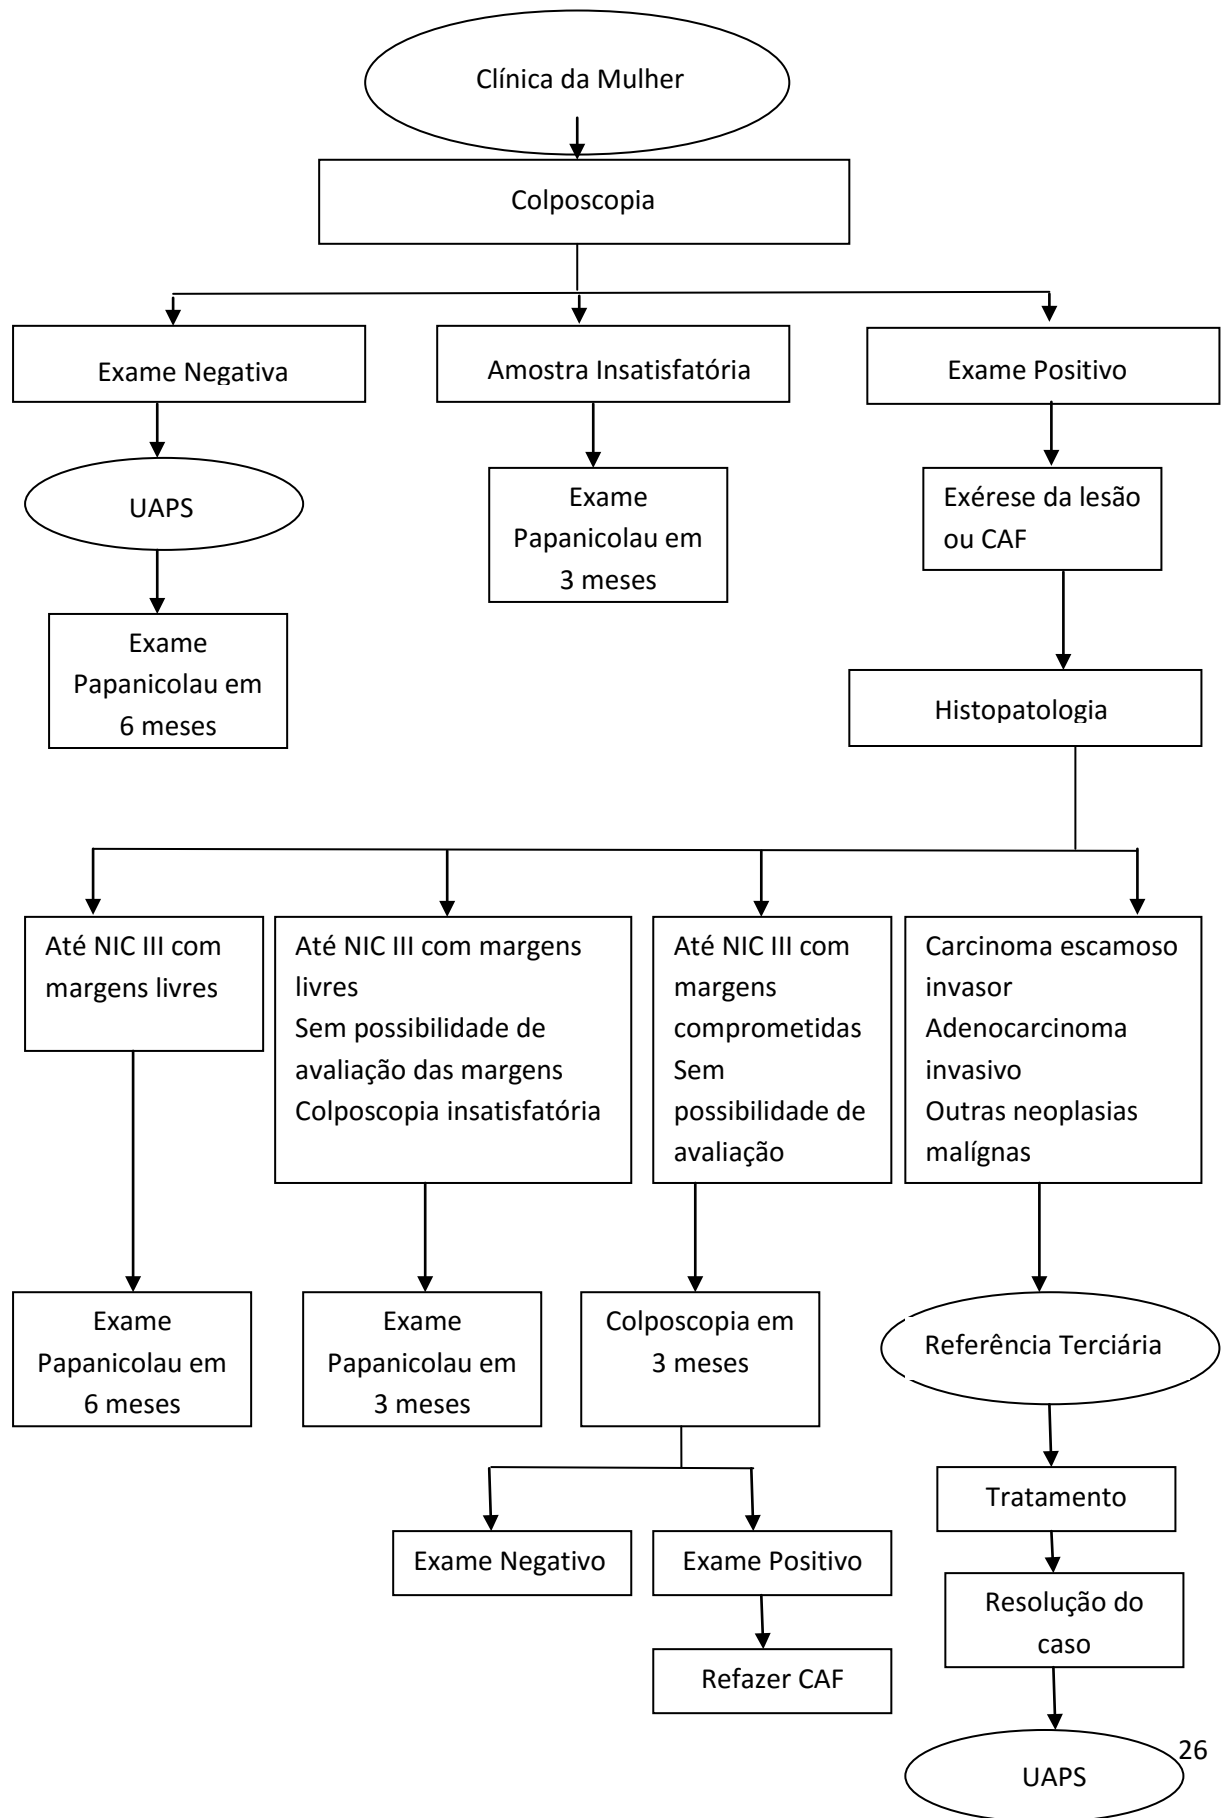 Clínica da Mulher
Colposcopia
Exame Negativa
Amostra Insatisfatória
Exame Positivo
UAPS
Exame
Papanicolau em
3 meses
Exérese da lesão
ou CAF
Exame
Papanicolau em
6 meses
Histopatologia
Até NIC III com
margens livres
Até NIC III com margens
livres
Sem possibilidade de
avaliação das margens
Colposcopia insatisfatória
Até NIC III com
margens
comprometidas
Sem
possibilidade de
avaliação
Carcinoma escamoso
invasor
Adenocarcinoma
invasivo
Outras neoplasias
malígnas
Exame
Papanicolau em
6 meses
Exame
Papanicolau em
3 meses
Colposcopia em
3 meses
Referência Terciária
Exame Negativo
Exame Positivo
Tratamento
Refazer CAF
Resolução do
caso
UAPS
26